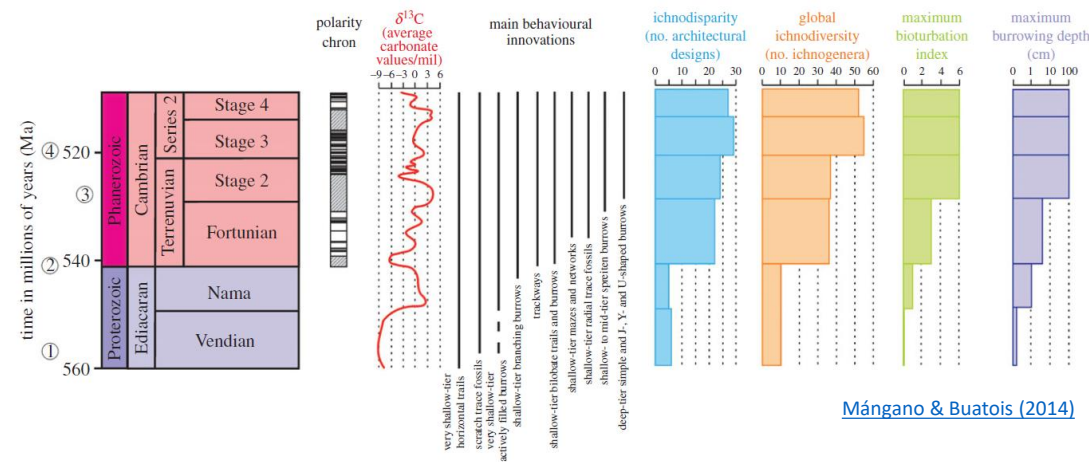 polarity
chron
δ¹³C
(average
carbonate
values/mil)
–9 –6 –3 0 3 6
main behavioural
innovations
ichnodisparity
(no. architectural
designs)
0 10 20 30
global
ichnodiversity
(no. ichnogenera)
0 10 20 30 40 50 60
maximum
bioturbation
index
0 2 4 6
maximum
burrowing depth
(cm)
0 1 10 100
time in millions of years (Ma)
④
③
②
①
520
540
560
Phanerozoic
Proterozoic
Cambrian
Ediacaran
Series 2
Terrenuvian
Stage 4
Stage 3
Stage 2
Fortunian
Nama
Vendian
very shallow-tier
horizontal trails
scratch trace fossils
very shallow-tier
actively filled burrows
shallow-tier branching burrows
trackways
shallow-tier bilobate trails and burrows
shallow-tier mazes and networks
shallow-tier radial trace fossils
shallow- to mid-tier spreiten burrows
deep-tier simple and J-, Y- and U-shaped burrows
Mángano & Buatois (2014)